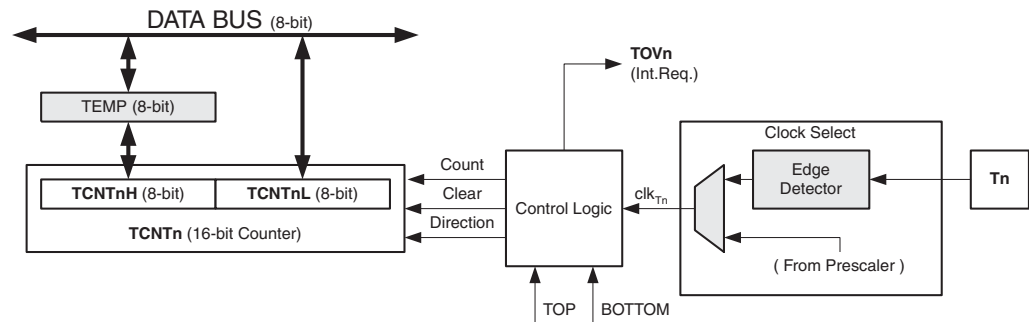 DATA BUS (8-bit)
TOVn
(Int.Req.)
TEMP (8-bit)
Clock Select
Count
Edge
Detector
Tn
TCNTnH (8-bit) TCNTnL (8-bit)
Clear
Control Logic
clkTn
TCNTn (16-bit Counter)
Direction
( From Prescaler )
TOP
BOTTOM